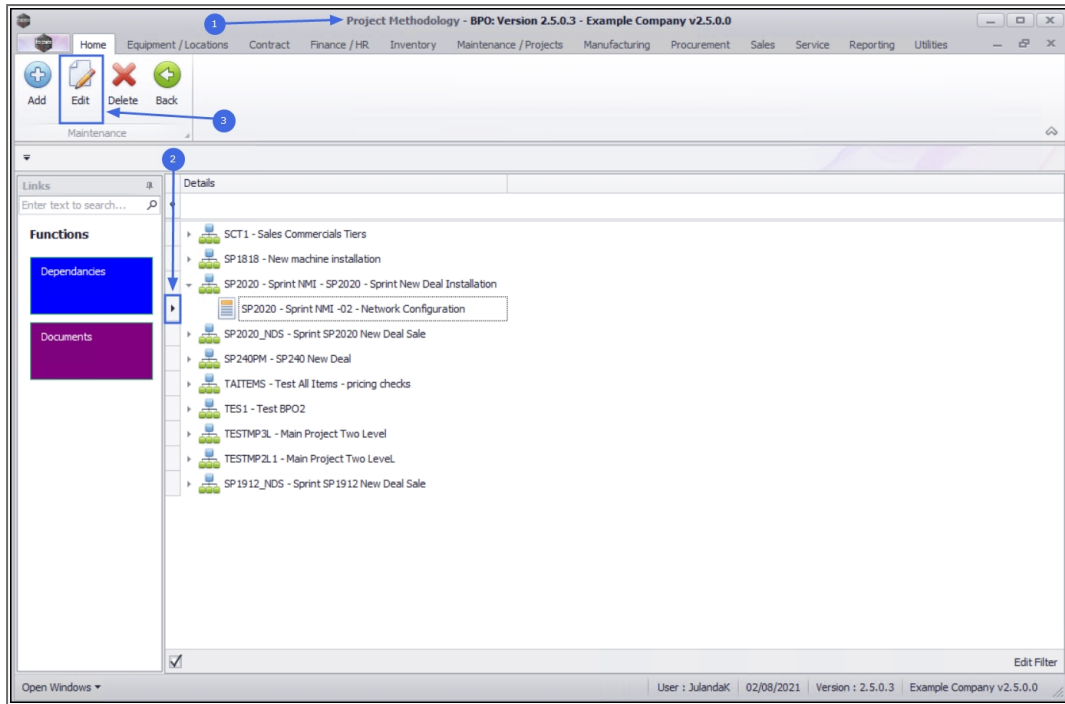 1
Project Methodology - BPO: Version 2.5.0.3 - Example Company v2.5.0.0
Home Equipment / Locations Contract Finance / HR Inventory Maintenance / Projects Manufacturing Procurement Sales Service Reporting Utilities
Add Edit Delete Back
3
Maintenance
2
Links
Details
Enter text to search...
Functions
SCT1 - Sales Commercials Tiers
SP1818 - New machine installation
Dependancies
SP2020 - Sprint NMI - SP2020 - Sprint New Deal Installation
SP2020 - Sprint NMI -02 - Network Configuration
Documents
SP2020_NDS - Sprint SP2020 New Deal Sale
SP240PM - SP240 New Deal
TAITEMS - Test All Items - pricing checks
TES1 - Test BPO2
TESTMP3L - Main Project Two Level
TESTMP2L1 - Main Project Two LeveL
SP1912_NDS - Sprint SP1912 New Deal Sale
Edit Filter
Open Windows
User : JulandaK 02/08/2021 Version : 2.5.0.3 Example Company v2.5.0.0